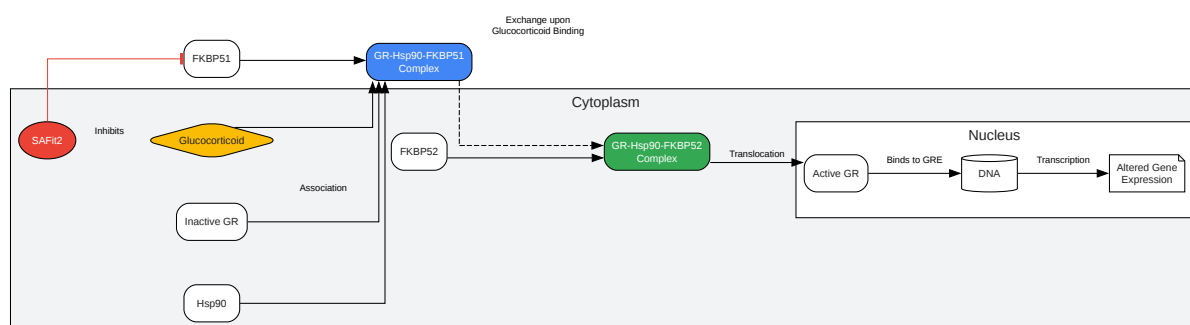 Exchange upon
Glucocorticoid Binding
FKBP51
GR-Hsp90-FKBP51
Complex
Cytoplasm
SAFit2
Inhibits
Glucocorticoid
FKBP52
GR-Hsp90-FKBP52
Complex
Translocation
Nucleus
Active GR
Binds to GRE
DNA
Transcription
Altered Gene
Expression
Association
Inactive GR
Hsp90